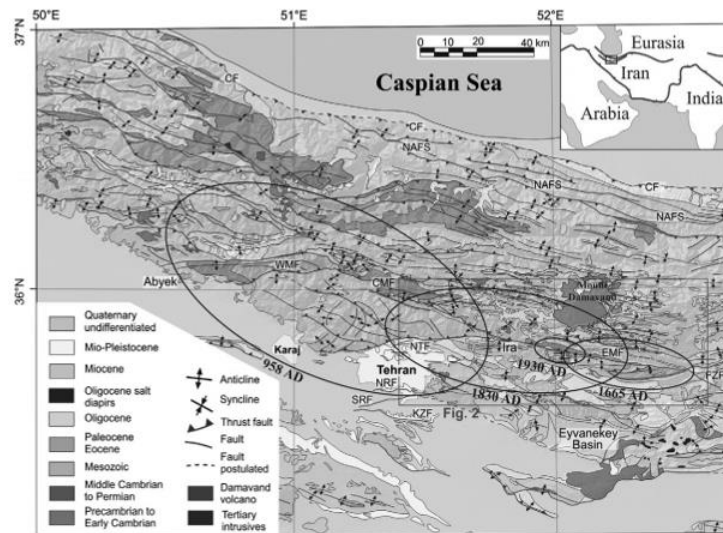 50°E
51°E
52°E
37°N
0
10
20
40 km
Eurasia
Iran
India
Arabia
Caspian Sea
CF
CF
NAFS
NAFS
CF
NAFS
WMF
CMF
Mount
Damavand
36°N
Abyek
Karaj
958 AD
NTF
Tehran
NRF
SRF
KZF
Ira
1930 AD
EMF
1830 AD
1665 AD
FZF
Fig. 2
Eyvanekey
Basin
Quaternary
undifferentiated
Mio-Pleistocene
Miocene
Oligocene salt
diapirs
Oligocene
Paleocene
Eocene
Mesozoic
Middle Cambrian
to Permian
Precambrian to
Early Cambrian
Anticline
Syncline
Thrust fault
Fault
Fault
postulated
Damavand
volcano
Tertiary
intrusives